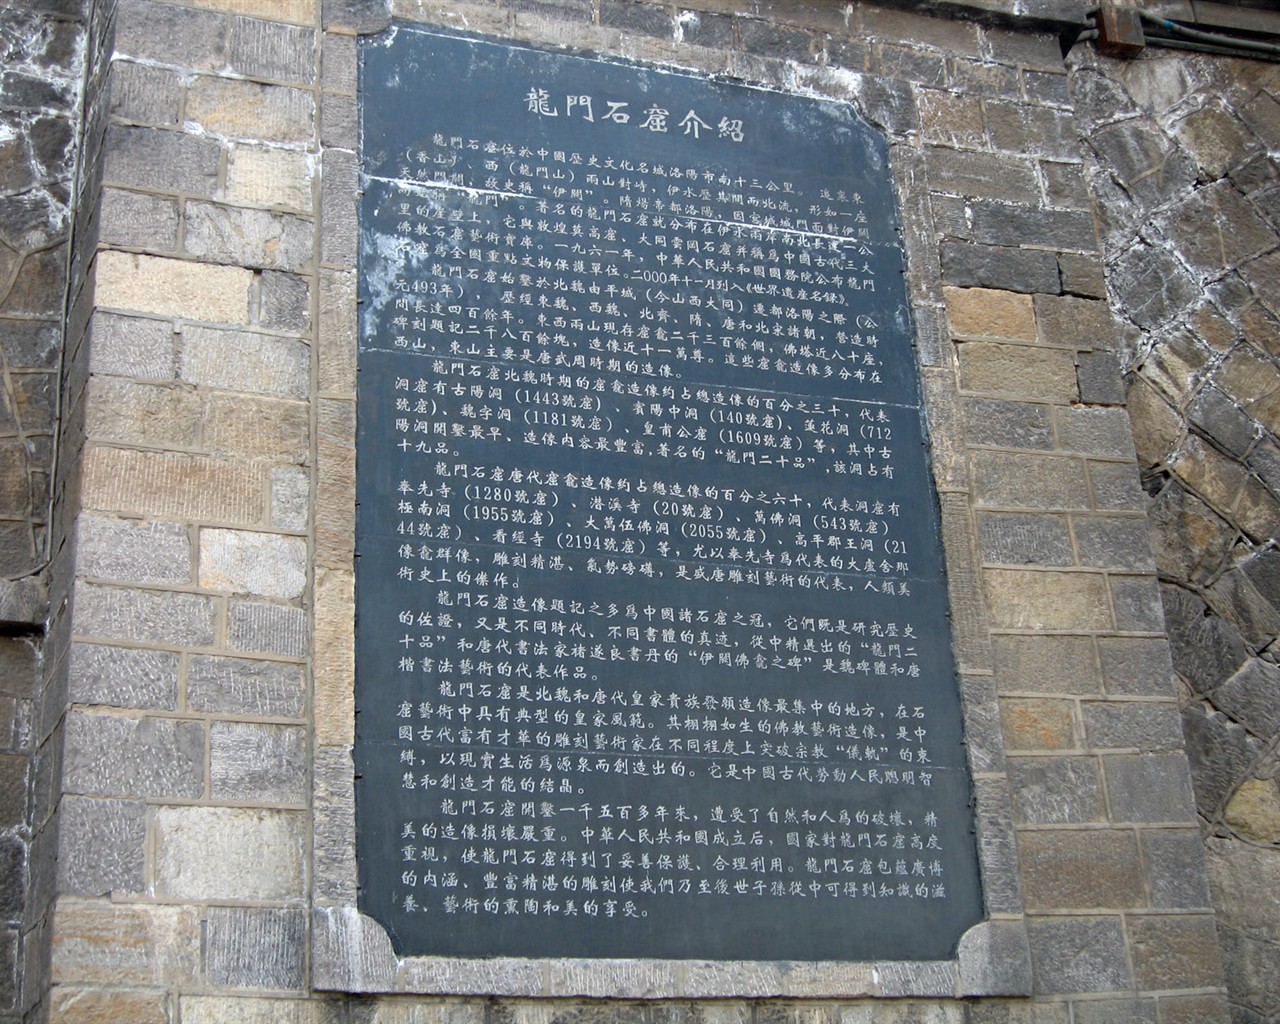 龍門石窟介紹
龍門石窟位於中國歷史文化名城洛陽市南十三公里。這裏東
（香山）、西（龍門山）兩山對峙，伊水歷其間而北流，形如一座
天然門闕，故史稱“伊闕”。隋煬帝都洛陽，因宮城城門面對伊闕
龍門。著名的龍門石窟就分布在伊水兩岸南北長達一公
里的崖壁上，它與敦煌莫高窟、大同雲岡石窟并稱爲中國古代三大
佛教石窟藝術寶庫。一九六一年，中華人民共和國國務院公布龍門
石窟爲全國重點文物保護單位。二000年十一月列入《世界遺産名録》。
龍門石窟始鑿於北魏由平城（今山西大同）遷都洛陽之際（公
元493年），歷經東魏、西魏、北齊、隋、唐和北宋諸朝，營造時
間長達四百餘年。東西兩山現存窟龕二千三百餘個，佛塔近八十座，
碑刻題記二千八百餘塊，造像近十一萬尊。這些窟龕造像多分布在
西山，東山主要是唐武周時期的造像。
龍門石窟北魏時期的窟龕造像約占總造像的百分之三十，代表
洞窟有古陽洞（1443號窟）、賓陽中洞（140號窟）、蓮花洞（712
號窟）、魏字洞（1181號窟）、皇甫公窟（1609號窟）等，其中古
陽洞開鑿最早、造像内容最豐富，著名的“龍門二十品”，該洞占有
十九品。
龍門石窟唐代窟龕造像約占總造像的百分之六十，代表洞窟有
奉先寺（1280號窟）、潛溪寺（20號窟）、萬佛洞（543號窟）
極南洞（1955號窟）、大萬伍佛洞（2055號窟）、高平郡王洞（21
44號窟）、看經寺（2194號窟）等，尤以奉先寺爲代表的大盧舍那
像龕群像，雕刻精湛、氣勢磅礴，是盛唐雕刻藝術的代表，人類美
術史上的傑作。
龍門石窟造像題記之多爲中國諸石窟之冠，它們既是研究歷史
的佐證，又是不同時代、不同書體的真迹，從中精選出的“龍門二
十品”和唐代書法家褚遂良書丹的“伊闕佛龕之碑”是魏碑體和唐
楷書法藝術的代表作品。
龍門石窟是北魏和唐代皇家貴族發願造像最集中的地方，在石
窟藝術中具有典型的皇家風範。其栩栩如生的佛教藝術造像，是中
國古代富有才華的雕刻藝術家在不同程度上突破宗教“儀軌”的束
縛，以現實生活爲源泉而創造出的。它是中國古代勞動人民聰明智
慧和創造才能的結晶。
龍門石窟開鑿一千五百多年來，遭受了自然和人爲的破壞，精
美的造像損壞嚴重。中華人民共和國成立后，國家對龍門石窟高度
重視，使龍門石窟得到了妥善保護、合理利用。龍門石窟包藴廣博
的内涵、豐富精湛的雕刻使我們乃至後世子孫從中可得到知識的滋
養、藝術的熏陶和美的享受。